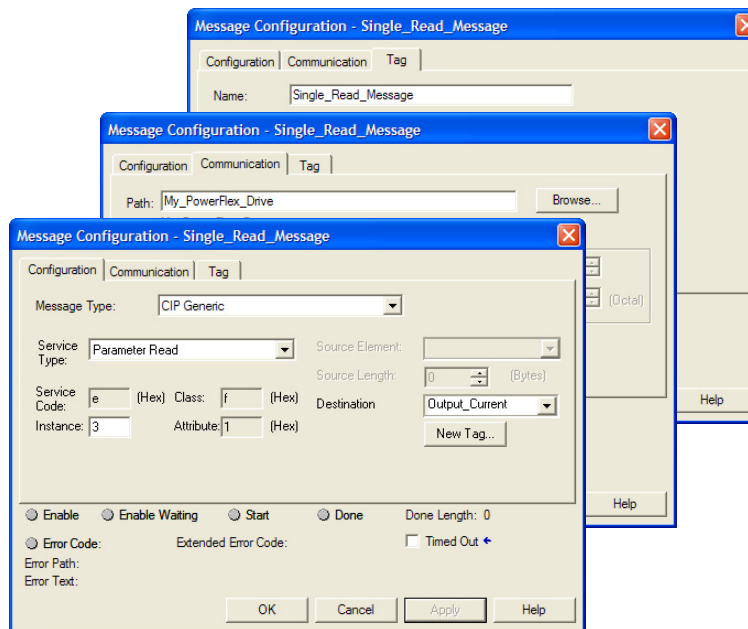 Message Configuration - Single_Read_Message
Configuration Communication Tag
Name: Single_Read_Message
Help
Message Configuration - Single_Read_Message
Configuration Communication Tag
Path: My_PowerFlex_Drive Browse...
(Octal)
Help
Message Configuration - Single_Read_Message
Configuration Communication Tag
Message Type: CIP Generic
Service Type: Parameter Read
Source Element:
Source Length: 0 (Bytes)
Service Code: e (Hex) Class: f (Hex)
Destination Output_Current
Instance: 3 Attribute: 1 (Hex)
New Tag...
Enable Enable Waiting Start Done Done Length: 0
Error Code: Extended Error Code: Timed Out
Error Path:
Error Text:
OK Cancel Apply Help